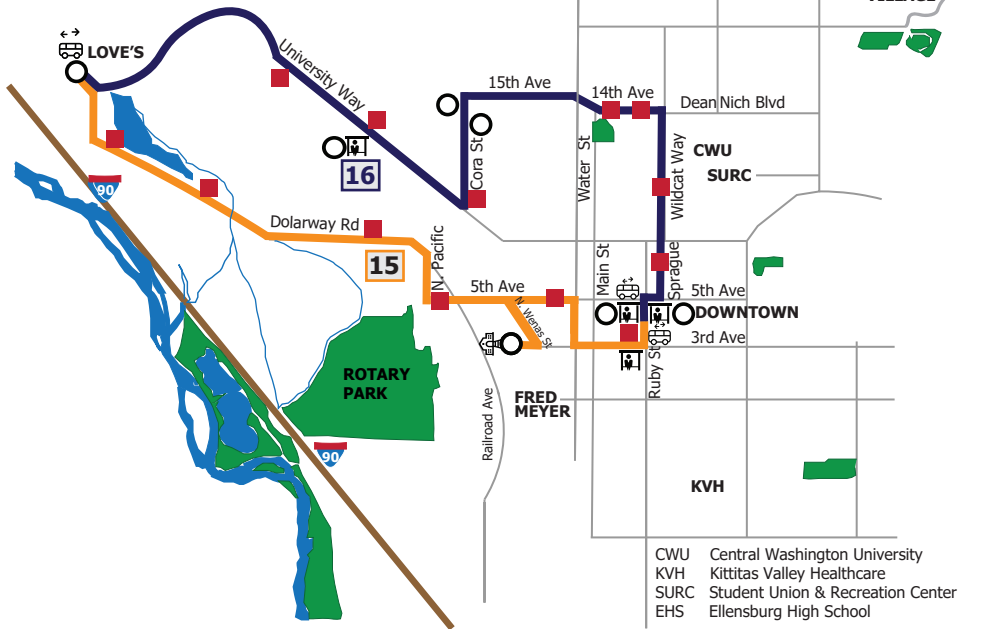 LOVE'S
University Way
15th Ave
14th Ave
Dean Nich Blvd
CWU
SURC
Wildcat Way
Water St
Cora St
16
90
Dolarway Rd
15
N. Pacific
5th Ave
N. Wenas St
Main St
Sprague
5th Ave
DOWNTOWN
3rd Ave
Ruby St
ROTARY
PARK
FRED
MEYER
Railroad Ave
90
KVH
CWU Central Washington University
KVH Kittitas Valley Healthcare
SURC Student Union & Recreation Center
EHS Ellensburg High School